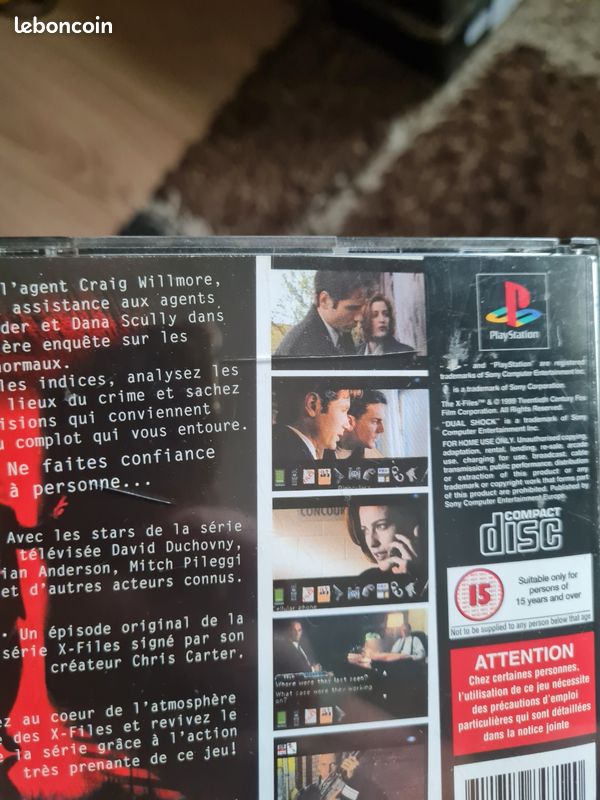 leboncoin
l'agent Craig Willmore,
assistance aux agents
der et Dana Scully dans
ère enquête sur les
normaux.
les indices, analysez les
lieux du crime et sachez
isions qui conviennent
u complot qui vous entoure.
Ne faites confiance
à personne...
Avec les stars de la série
télévisée David Duchovny,
ian Anderson, Mitch Pileggi
et d'autres acteurs connus.
. Un épisode original de la
série X-Files signé par son
créateur Chris Carter.
ez au coeur de l'atmosphère
des X-Files et revivez le
la série grâce à l'action
très prenante de ce jeu!
CONCOUR
Cellular phone
Where were they last seen?
What case were they working
on?
PlayStation
" and "PlayStation" are registered
trademarks of Sony Computer Entertainment Inc.
is a trademark of Sony Corporation.
The X-Files™ & © 1999 Twentieth Century Fox
Film Corporation. All Rights Reserved.
"DUAL SHOCK" is a trademark of Sony
Computer Entertainment Inc.
FOR HOME USE ONLY. Unauthorised copying,
adaptation, rental, lending, re-sale, arcade
use, charging for use, broadcast, cable
transmission, public performance, distribution
or extraction of this product or any
trademark or copyright work that forms part
of this product are prohibited. Published by
Sony Computer Entertainment Europe.
COMPACT
disc
15
Suitable only for
persons of
15 years and over
Not to be supplied to any person below that age
ATTENTION
Chez certaines personnes,
l'utilisation de ce jeu nécessite
des précautions d'emploi
particulières qui sont détaillées
dans la notice jointe